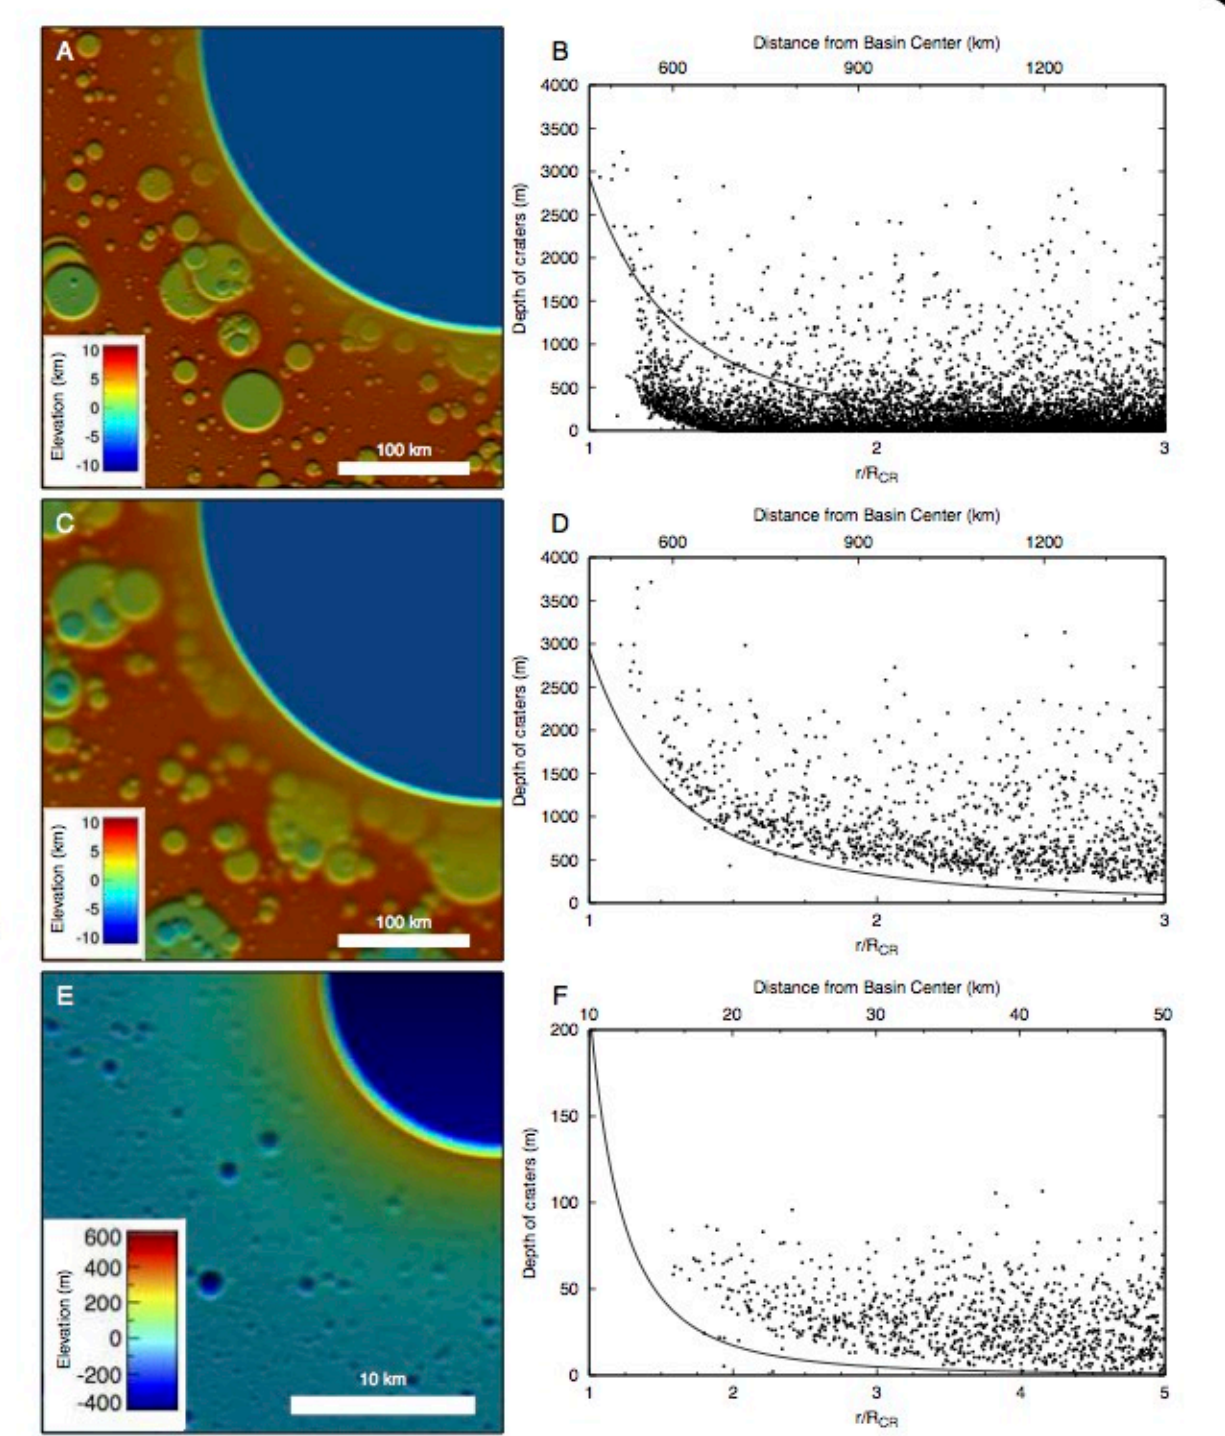 A
Elevation (km)
10
5
0
-5
-10
100 km
B
Distance from Basin Center (km)
600 900 1200
Depth of craters (m)
4000
3500
3000
2500
2000
1500
1000
500
0
1 2 3
r/RCR
C
Elevation (km)
10
5
0
-5
-10
100 km
D
Distance from Basin Center (km)
600 900 1200
Depth of craters (m)
4000
3500
3000
2500
2000
1500
1000
500
0
1 2 3
r/RCR
E
Elevation (m)
600
400
200
0
-200
-400
10 km
F
Distance from Basin Center (km)
10 20 30 40 50
Depth of craters (m)
200
150
100
50
0
1 2 3 4 5
r/RCR